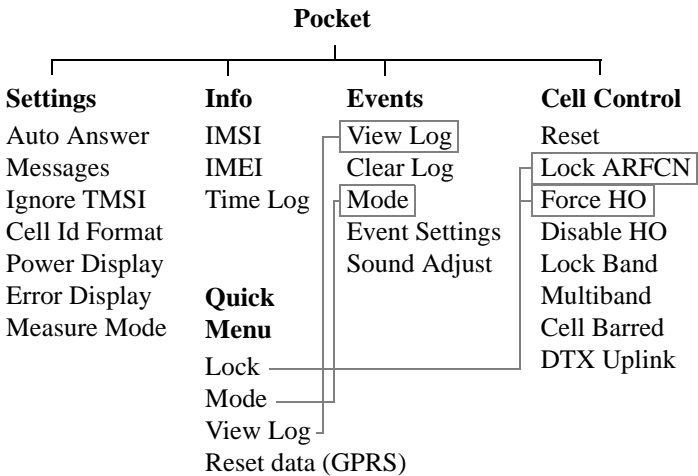 Pocket
Settings
Auto Answer
Messages
Ignore TMSI
Cell Id Format
Power Display
Error Display
Measure Mode
Info
IMSI
IMEI
Time Log
Quick
Menu
Lock
Mode
View Log
Reset data (GPRS)
Events
View Log
Clear Log
Mode
Event Settings
Sound Adjust
Cell Control
Reset
Lock ARFCN
Force HO
Disable HO
Lock Band
Multiband
Cell Barred
DTX Uplink